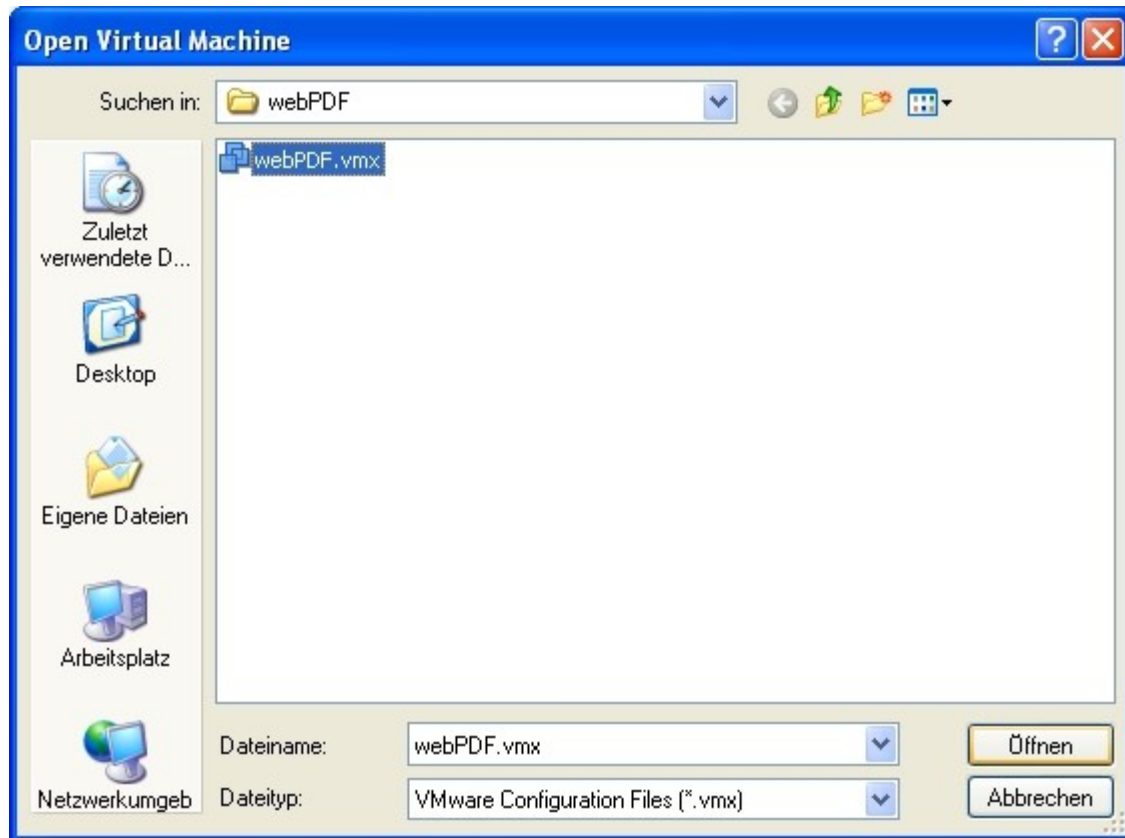 Open Virtual Machine
Suchen in:
webPDF
webPDF.vmx
Zuletzt
verwendete D...
Desktop
Eigene Dateien
Arbeitsplatz
Netzwerkumgeb
Dateiname:
webPDF.vmx
Öffnen
Dateityp:
VMware Configuration Files (*.vmx)
Abbrechen